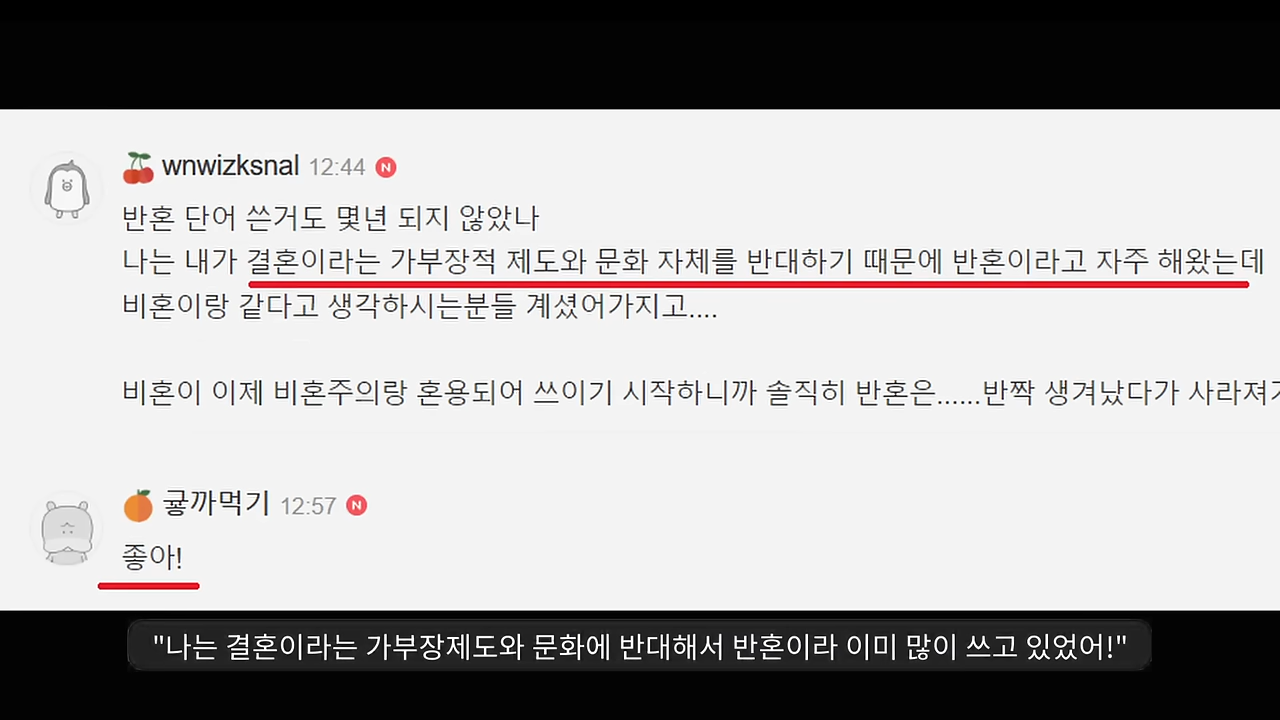 wnwizksnal 12:44 N
반혼 단어 쓴거도 몇년 되지 않았나
나는 내가 결혼이라는 가부장적 제도와 문화 자체를 반대하기 때문에 반혼이라고 자주 해왔는데
비혼이랑 같다고 생각하시는분들 계셨어가지고....
비혼이 이제 비혼주의랑 혼용되어 쓰이기 시작하니까 솔직히 반혼은......반짝 생겨났다가 사라져
귷까먹기 12:57 N
좋아!
"나는 결혼이라는 가부장제도와 문화에 반대해서 반혼이라 이미 많이 쓰고 있었어!"